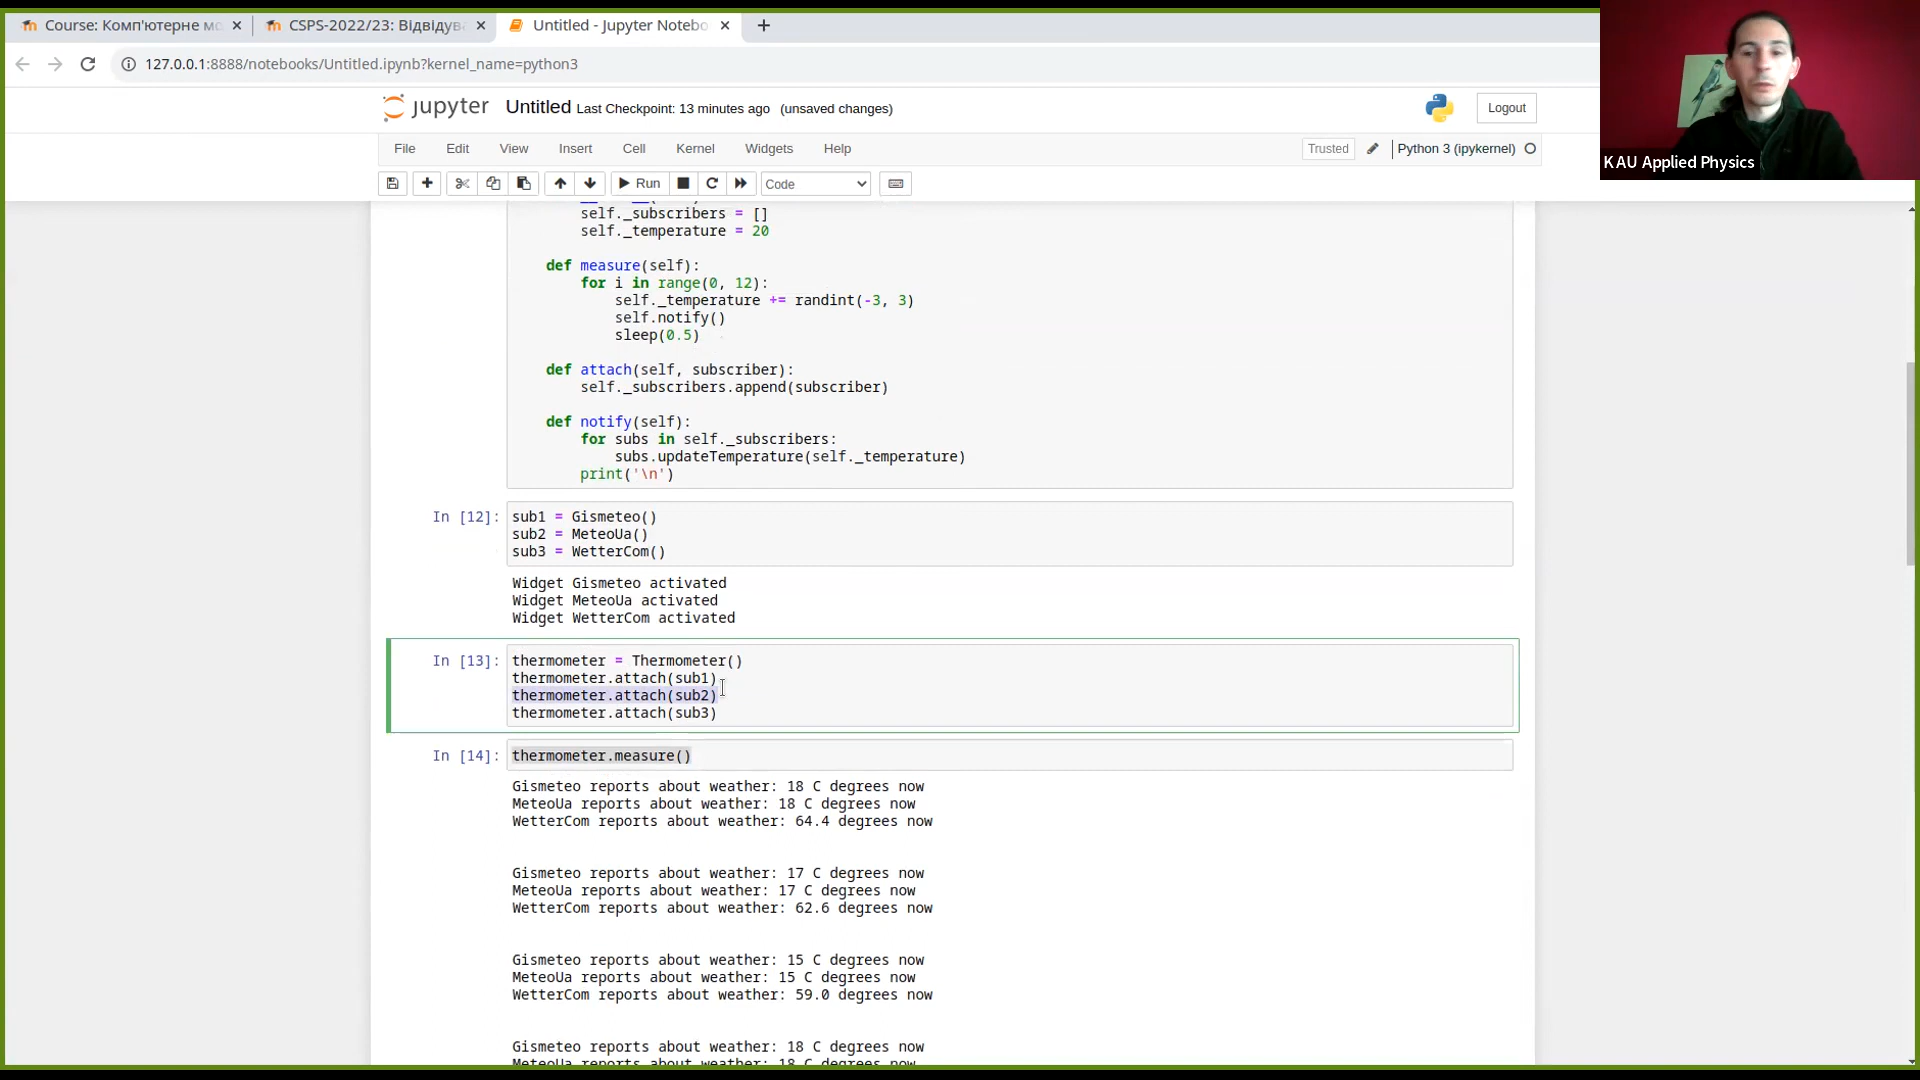 Course: Комп'ютерне мо
CSPS-2022/23: Відвідува
Untitled - Jupyter Notebo
127.0.0.1:8888/notebooks/Untitled.ipynb?kernel_name=python3
jupyter Untitled Last Checkpoint: 13 minutes ago (unsaved changes)
Logout
File Edit View Insert Cell Kernel Widgets Help
Trusted Python 3 (ipykernel)
KAU Applied Physics
Run Code
self._subscribers = []
self._temperature = 20
def measure(self):
for i in range(0, 12):
self._temperature += randint(-3, 3)
self.notify()
sleep(0.5)
def attach(self, subscriber):
self._subscribers.append(subscriber)
def notify(self):
for subs in self._subscribers:
subs.updateTemperature(self._temperature)
print('\n')
In [12]: sub1 = Gismeteo()
sub2 = MeteoUa()
sub3 = WetterCom()
Widget Gismeteo activated
Widget MeteoUa activated
Widget WetterCom activated
In [13]: thermometer = Thermometer()
thermometer.attach(sub1)
thermometer.attach(sub2)
thermometer.attach(sub3)
In [14]: thermometer.measure()
Gismeteo reports about weather: 18 C degrees now
MeteoUa reports about weather: 18 C degrees now
WetterCom reports about weather: 64.4 degrees now
Gismeteo reports about weather: 17 C degrees now
MeteoUa reports about weather: 17 C degrees now
WetterCom reports about weather: 62.6 degrees now
Gismeteo reports about weather: 15 C degrees now
MeteoUa reports about weather: 15 C degrees now
WetterCom reports about weather: 59.0 degrees now
Gismeteo reports about weather: 18 C degrees now
MeteoUa reports about weather: 18 C degrees now